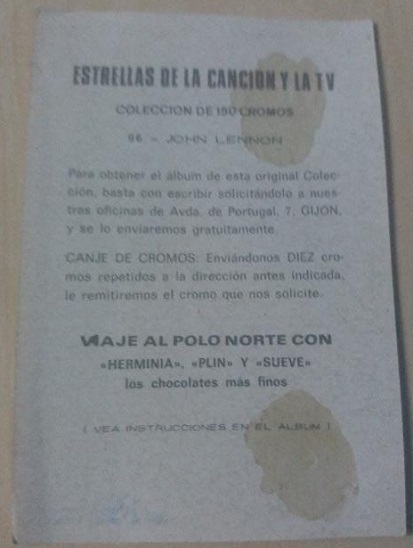 ESTRELLAS DE LA CANCION Y LA TV
COLECCION DE 150 CROMOS
96 - JOHN LENNON
Para obtener el álbum de esta original Colec-
ción, basta con escribir solicitándolo a nues-
tras oficinas de Avda. de Portugal, 7, GIJON,
y se lo enviaremos gratuitamente.
CANJE DE CROMOS: Enviándonos DIEZ cro-
mos repetidos a la dirección antes indicada,
le remitiremos el cromo que nos solicite.
VIAJE AL POLO NORTE CON
«HERMINIA», «PLIN» Y «SUEVE»
los chocolates más finos
( VEA INSTRUCCIONES EN EL ALBUM )